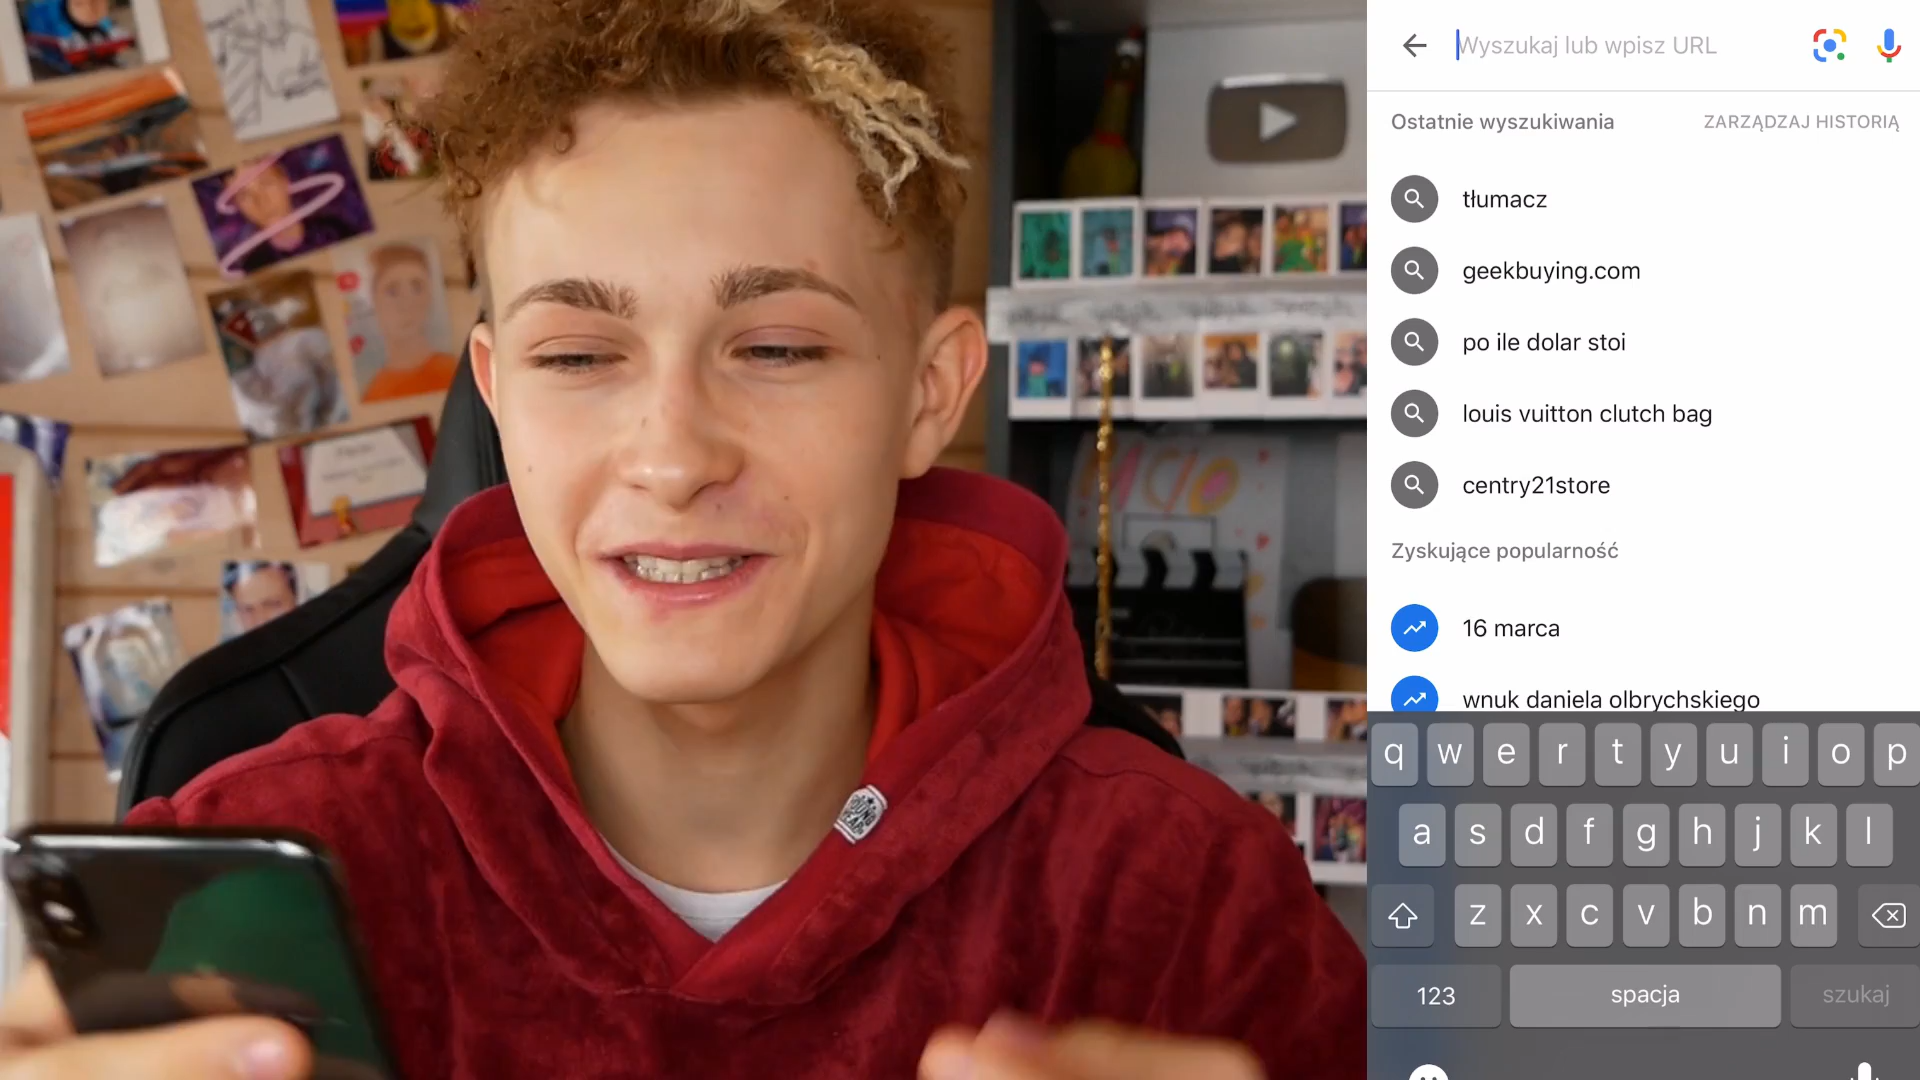 Wyszukaj lub wpisz URL
Ostatnie wyszukiwania ZARZĄDZAJ HISTORIĄ
tłumacz
geekbuying.com
po ile dolar stoi
louis vuitton clutch bag
centry21store
Zyskujące popularność
16 marca
wnuk daniela olbrychskiego
q w e r t y u i o p
a s d f g h j k l
z x c v b n m
123 spacja szukaj